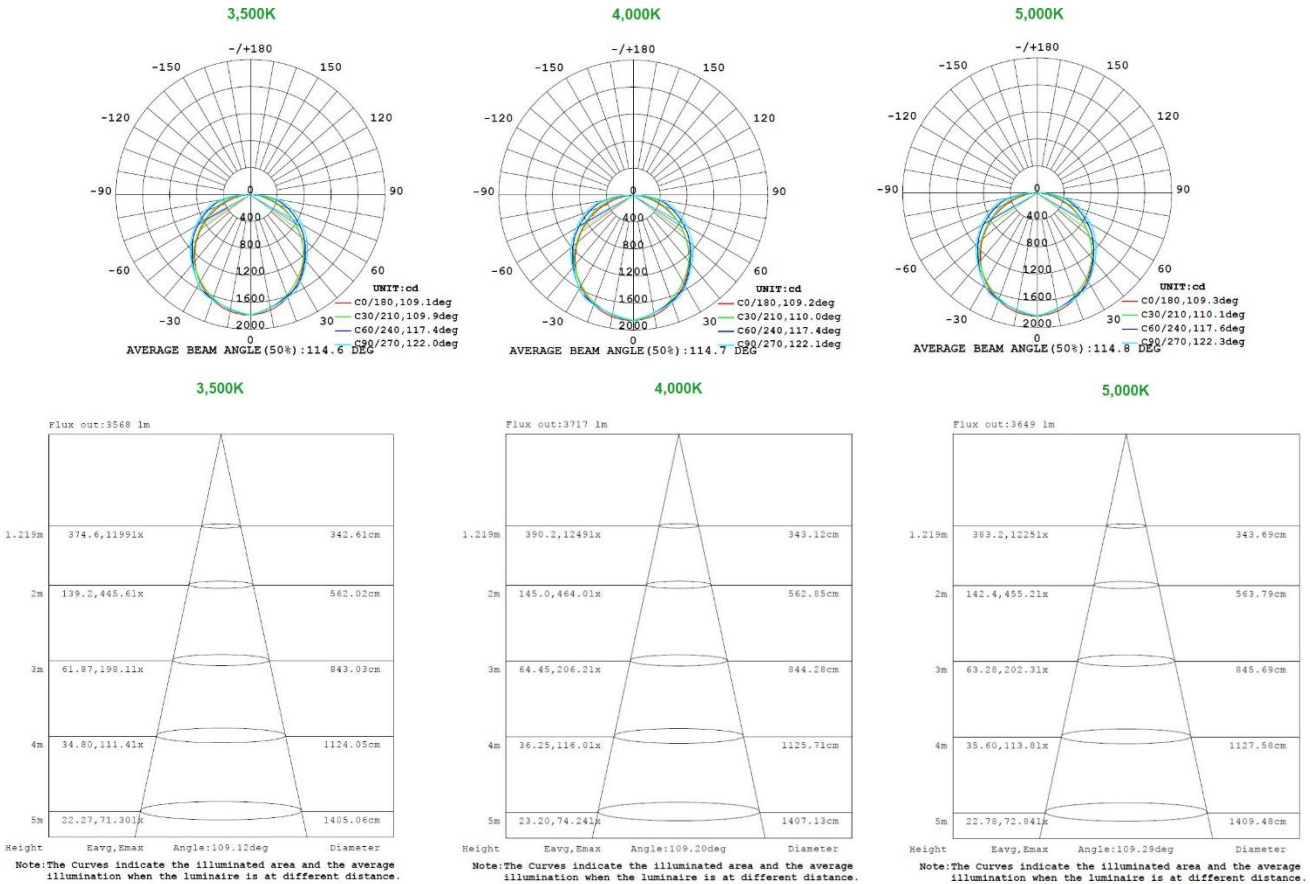 3,500K
-/+180
-150
150
-120
120
-90
0
90
400
800
-60
60
1200
UNIT:cd
1600
C0/180,109.1deg
-30
30
C30/210,109.9deg
2000
C60/240,117.4deg
0
C90/270,122.0deg
AVERAGE BEAM ANGLE(50%):114.6 DEG
4,000K
-/+180
-150
150
-120
120
-90
0
90
400
800
-60
60
1200
UNIT:cd
1600
C0/180,109.2deg
-30
30
C30/210,110.0deg
2000
C60/240,117.4deg
0
C90/270,122.1deg
AVERAGE BEAM ANGLE(50%):114.7 DEG
5,000K
-/+180
-150
150
-120
120
-90
0
90
400
800
-60
60
1200
UNIT:cd
1600
C0/180,109.3deg
-30
30
C30/210,110.1deg
2000
C60/240,117.6deg
0
C90/270,122.3deg
AVERAGE BEAM ANGLE(50%):114.8 DEG
3,500K
Flux out:3568 lm
1.219m 374.6,1199lx 342.61cm
2m 139.2,445.6lx 562.02cm
3m 61.87,198.1lx 843.03cm
4m 34.80,111.4lx 1124.05cm
5m 22.27,71.30lx 1405.06cm
Height Eavg,Emax Angle:109.12deg Diameter
Note:The Curves indicate the illuminated area and the average
illumination when the luminaire is at different distance.
4,000K
Flux out:3717 lm
1.219m 390.2,1249lx 343.12cm
2m 145.0,464.0lx 562.85cm
3m 64.45,206.2lx 844.28cm
4m 36.25,116.0lx 1125.71cm
5m 23.20,74.24lx 1407.13cm
Height Eavg,Emax Angle:109.20deg Diameter
Note:The Curves indicate the illuminated area and the average
illumination when the luminaire is at different distance.
5,000K
Flux out:3649 lm
1.219m 383.2,1225lx 343.69cm
2m 142.4,455.2lx 563.79cm
3m 63.28,202.3lx 845.69cm
4m 35.60,113.8lx 1127.58cm
5m 22.78,72.84lx 1409.48cm
Height Eavg,Emax Angle:109.29deg Diameter
Note:The Curves indicate the illuminated area and the average
illumination when the luminaire is at different distance.